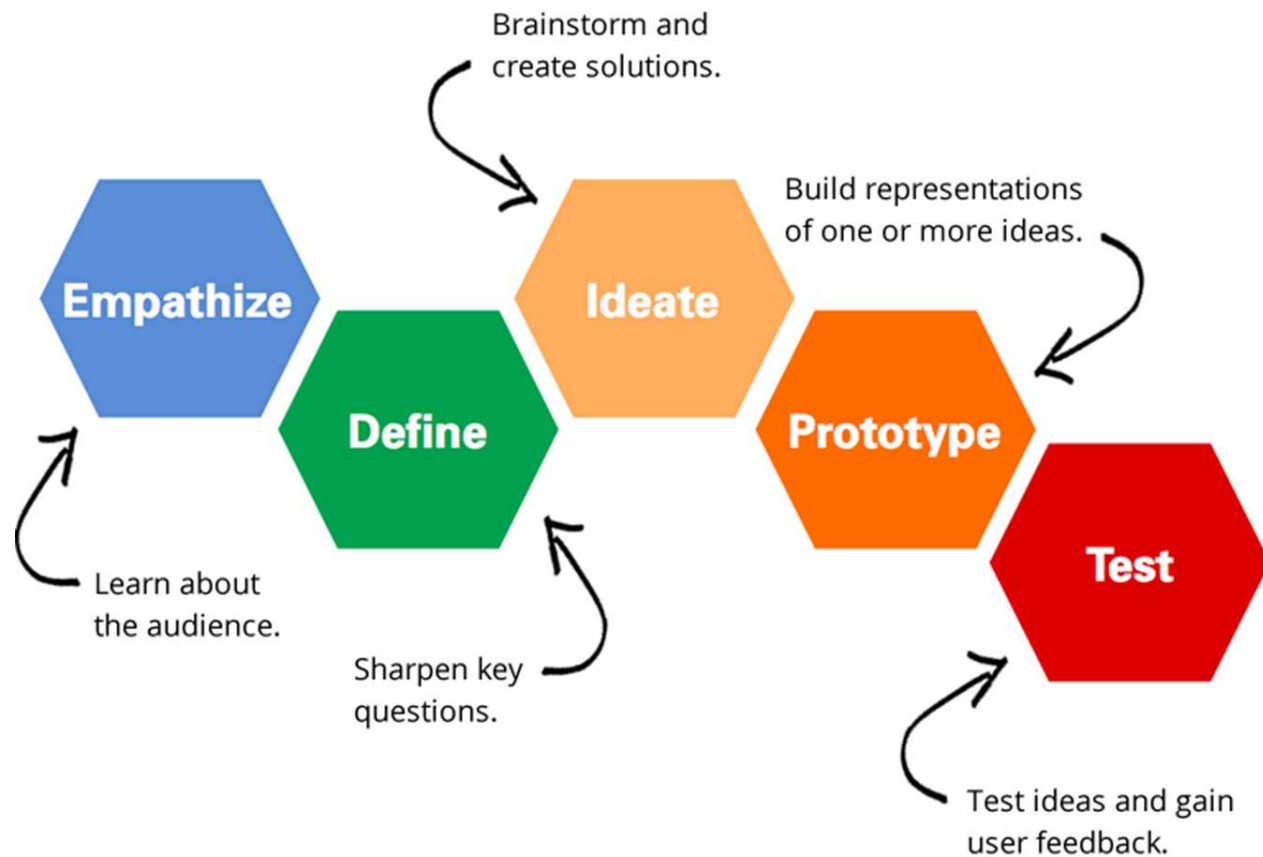 Brainstorm and
create solutions.
Build representations
of one or more ideas.
Empathize
Ideate
Define
Prototype
Test
Learn about
the audience.
Sharpen key
questions.
Test ideas and gain
user feedback.